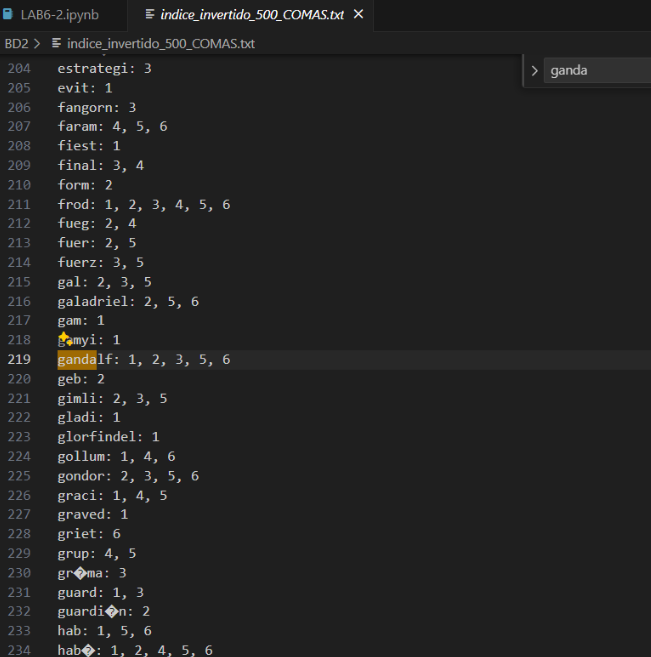 LAB6-2.ipynb indice_invertido_500_COMAS.txt
BD2 > indice_invertido_500_COMAS.txt
ganda
204 estrategi: 3
205 evit: 1
206 fangorn: 3
207 faram: 4, 5, 6
208 fiest: 1
209 final: 3, 4
210 form: 2
211 frod: 1, 2, 3, 4, 5, 6
212 fueg: 2, 4
213 fuer: 2, 5
214 fuerz: 3, 5
215 gal: 2, 3, 5
216 galadriel: 2, 5, 6
217 gam: 1
218 g myi: 1
219 gandalf: 1, 2, 3, 5, 6
220 geb: 2
221 gimli: 2, 3, 5
222 gladi: 1
223 glorfindel: 1
224 gollum: 1, 4, 6
225 gondor: 2, 3, 5, 6
226 graci: 1, 4, 5
227 graved: 1
228 griet: 6
229 grup: 4, 5
230 gr�ma: 3
231 guard: 1, 3
232 guardi�n: 2
233 hab: 1, 5, 6
234 hab�: 1, 2, 4, 5, 6